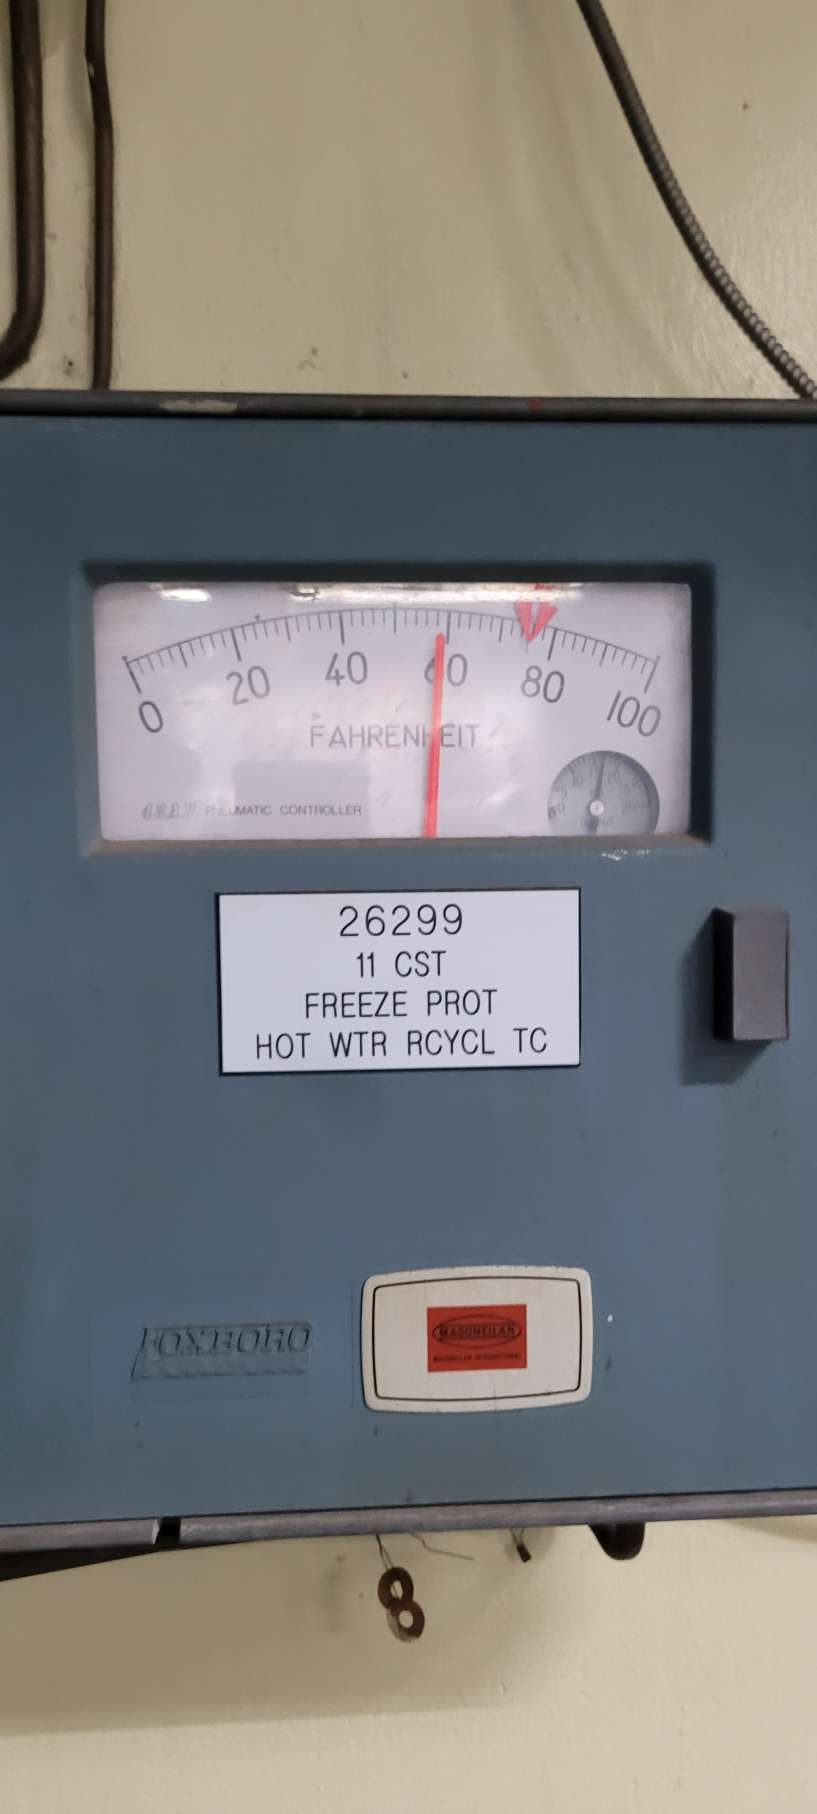 0 20 40 60 80 100
FAHRENHEIT
PNEUMATIC CONTROLLER
26299
11 CST
FREEZE PROT
HOT WTR RCYCL TC
FOXBORO
MASONEILAN